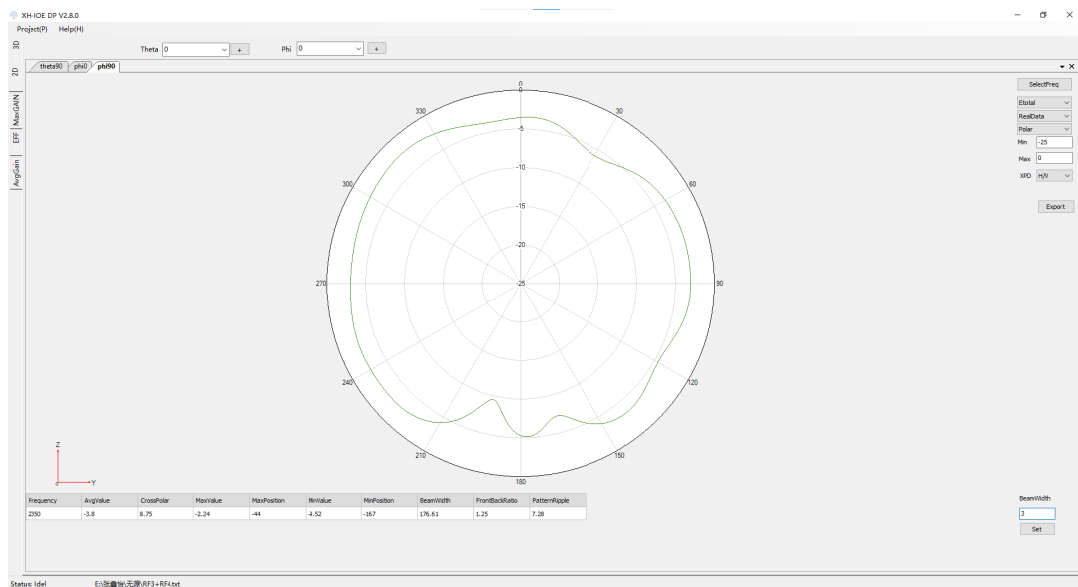 XH-IOE DP V2.8.0
Project(P) Help(H)
3D
2D
MaxGAIN
EFF
AvgGain
Theta 0 + Phi 0 +
theta90 phi0 phi90
SelectFreq
Etotal
RealData
Polar
Min -25
Max 0
XPD H/V
Export
0
0
330
30
-5
-10
300
60
-15
-20
270
-25
90
240
120
210
150
180
Z
Y
Frequency AvgValue CrossPolar MaxValue MaxPosition MinValue MinPosition BeamWidth FrontBackRatio PatternRipple
2350 -3.8 8.75 -2.24 -44 -9.52 -167 176.61 1.25 7.28
BeamWidth
3
Set
Status: Idel E:\张鑫怡\无源\RF3+RF4.txt